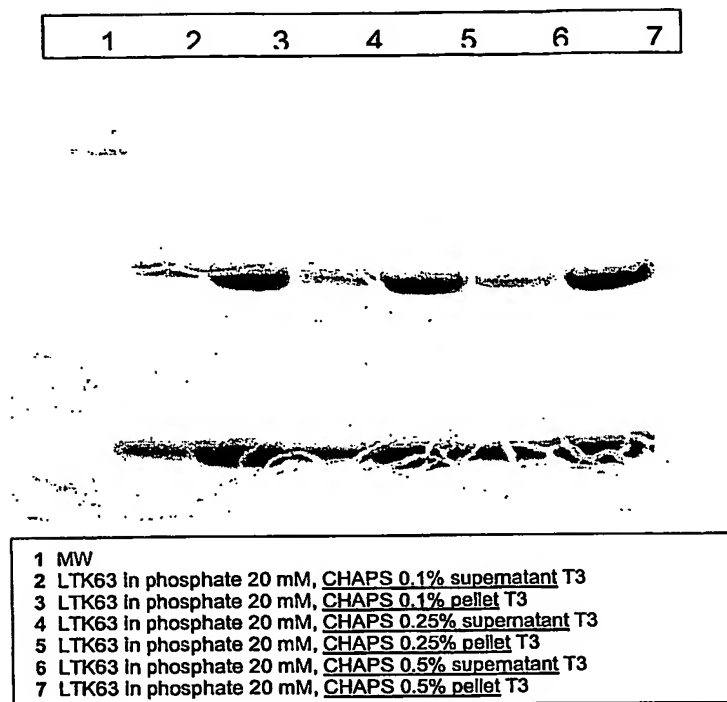 1 2 3 4 5 6 7
1 MW
2 LTK63 in phosphate 20 mM, CHAPS 0.1% supernatant T3
3 LTK63 in phosphate 20 mM, CHAPS 0.1% pellet T3
4 LTK63 in phosphate 20 mM, CHAPS 0.25% supernatant T3
5 LTK63 in phosphate 20 mM, CHAPS 0.25% pellet T3
6 LTK63 in phosphate 20 mM, CHAPS 0.5% supernatant T3
7 LTK63 in phosphate 20 mM, CHAPS 0.5% pellet T3